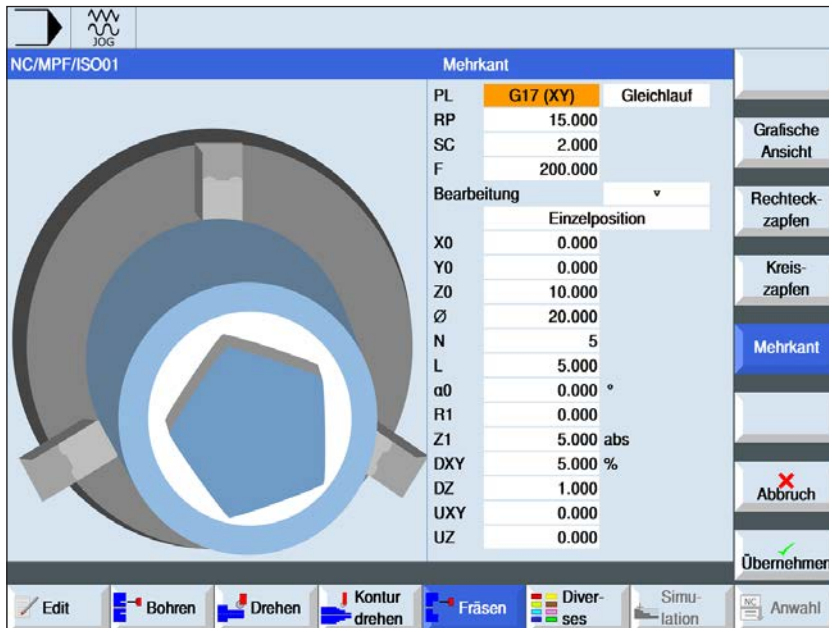 JOG
NC/MPF/ISO01
Mehrkant
PL G17 (XY) Gleichlauf
RP 15.000
SC 2.000
F 200.000
Bearbeitung ▿
Einzelposition
X0 0.000
Y0 0.000
Z0 10.000
Ø 20.000
N 5
L 5.000
α0 0.000 °
R1 0.000
Z1 5.000 abs
DXY 5.000 %
DZ 1.000
UXY 0.000
UZ 0.000
Grafische
Ansicht
Rechteck-
zapfen
Kreis-
zapfen
Mehrkant
Abbruch
Übernehmen
Edit
Bohren
Drehen
Kontur
drehen
Fräsen
Diver-
ses
Simu-
lation
NC
Anwahl